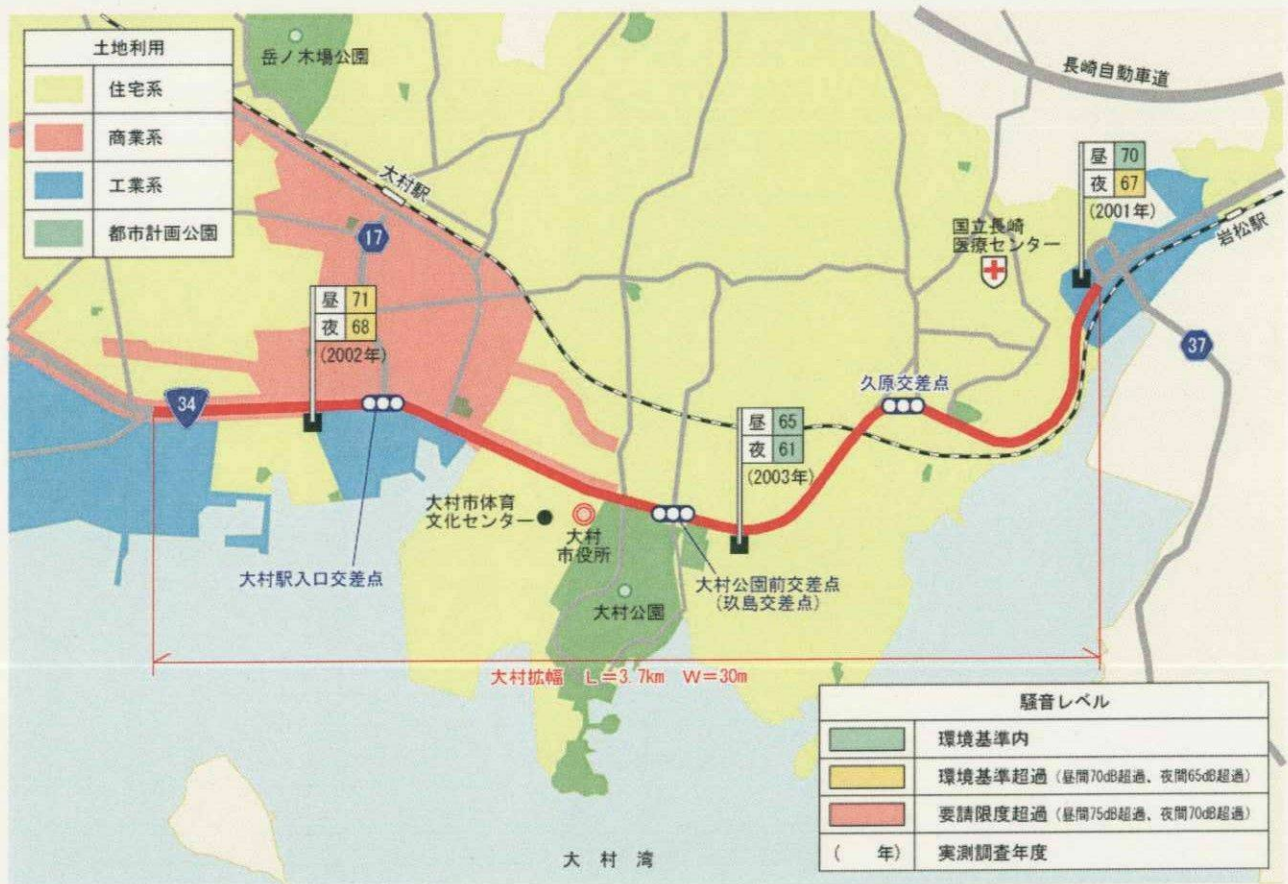 土地利用
住宅系
商業系
工業系
都市計画公園
岳ノ木場公園
長崎自動車道
大村駅
17
昼 70
夜 67
(2001年)
国立長崎
医療センター
岩松駅
昼 71
夜 68
(2002年)
37
34
久原交差点
昼 65
夜 61
(2003年)
大村市体育
文化センター
大村
市役所
大村駅入口交差点
大村公園前交差点
(玖島交差点)
大村公園
大村拡幅 L=3.7km W=30m
騒音レベル
環境基準内
環境基準超過(昼間70dB超過、夜間65dB超過)
要請限度超過(昼間75dB超過、夜間70dB超過)
( 年) 実測調査年度
大村湾